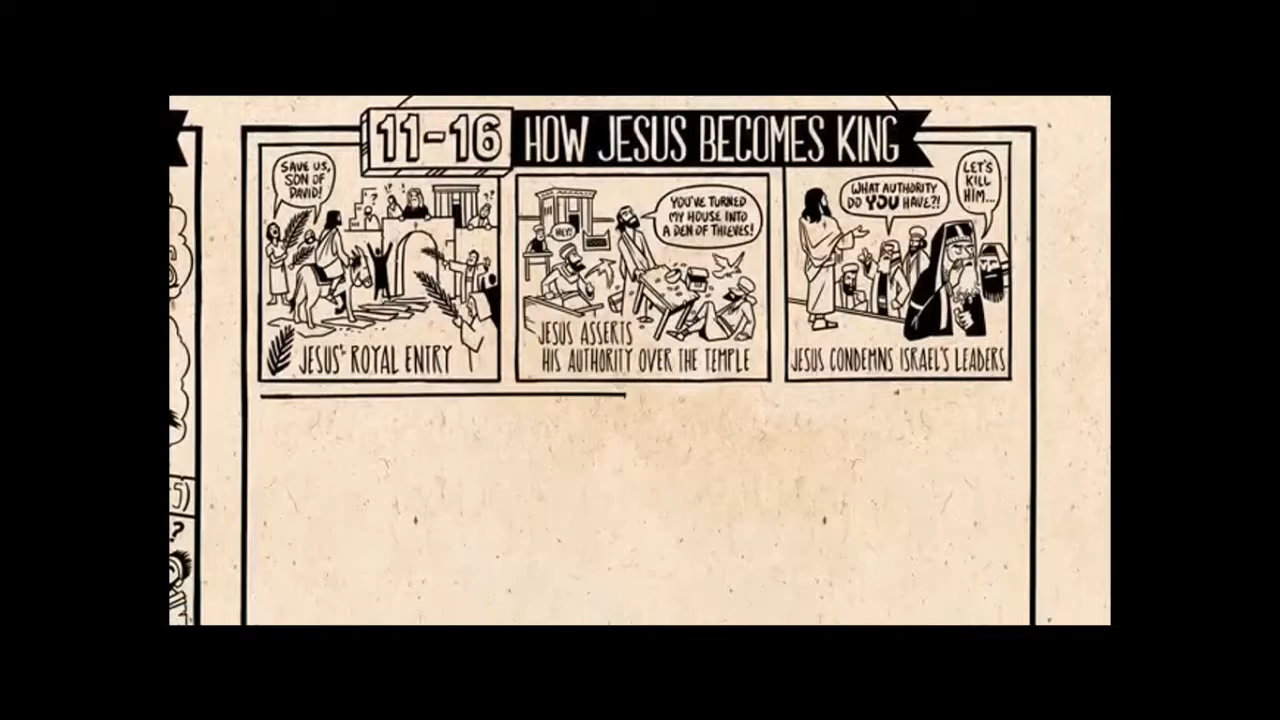 11-16 HOW JESUS BECOMES KING
SAVE US,
SON OF
DAVID!
! ? !
? ?
JESUS' ROYAL ENTRY
HEY!
YOU'VE TURNED
MY HOUSE INTO
A DEN OF THIEVES!
JESUS ASSERTS
HIS AUTHORITY OVER THE TEMPLE
WHAT AUTHORITY
DO YOU HAVE?!
LET'S
KILL
HIM...
JESUS CONDEMNS ISRAEL'S LEADERS
?